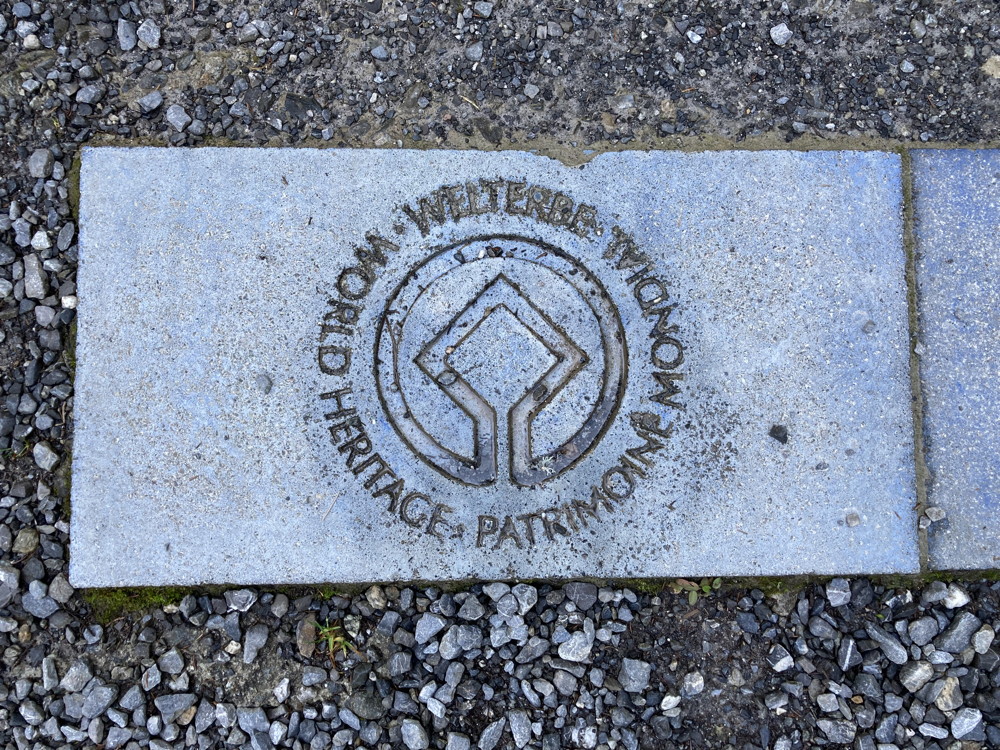 WORLD HERITAGE · PATRIMOINE MONDIAL · WELTERBE ·